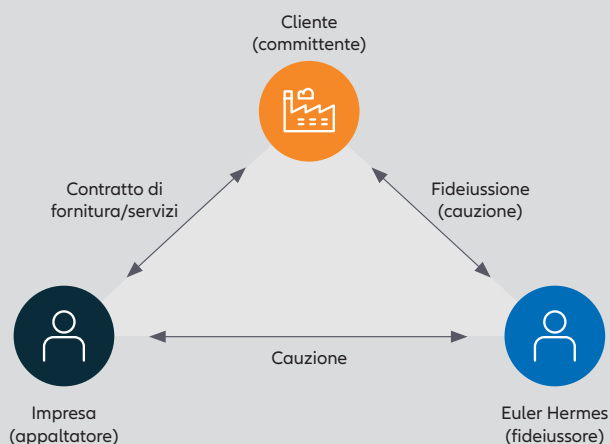 Cliente
(committente)
Contratto di
fornitura/servizi
Fideiussione
(cauzione)
Cauzione
Impresa
(appaltatore)
Euler Hermes
(fideiussore)